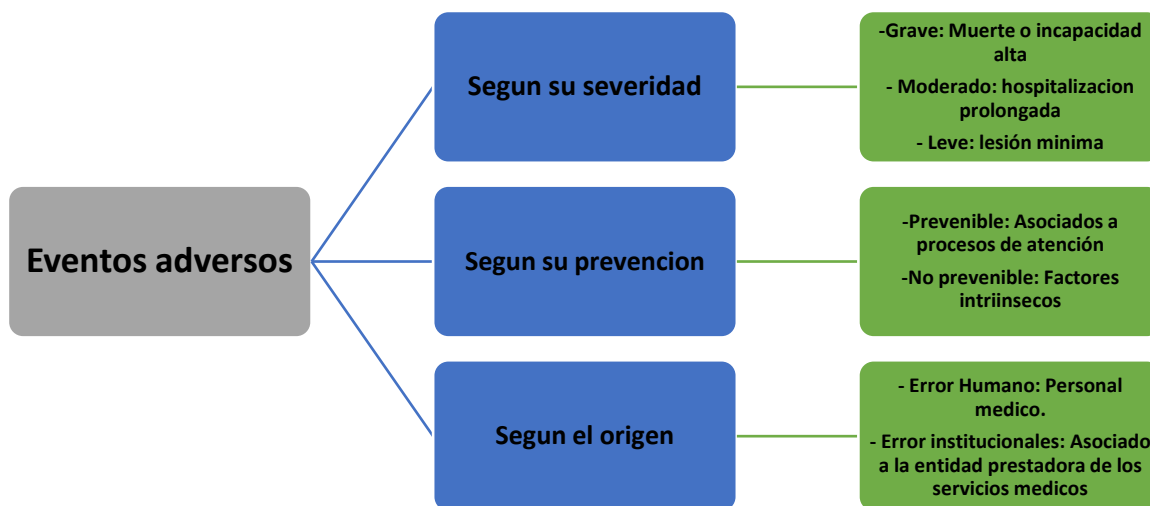 Eventos adversos
Segun su severidad
-Grave: Muerte o incapacidad
alta
- Moderado: hospitalizacion
prolongada
- Leve: lesión minima
Segun su prevencion
-Prevenible: Asociados a
procesos de atención
-No prevenible: Factores
intriinsecos
Segun el origen
- Error Humano: Personal
medico.
- Error institucionales: Asociado
a la entidad prestadora de los
servicios medicos